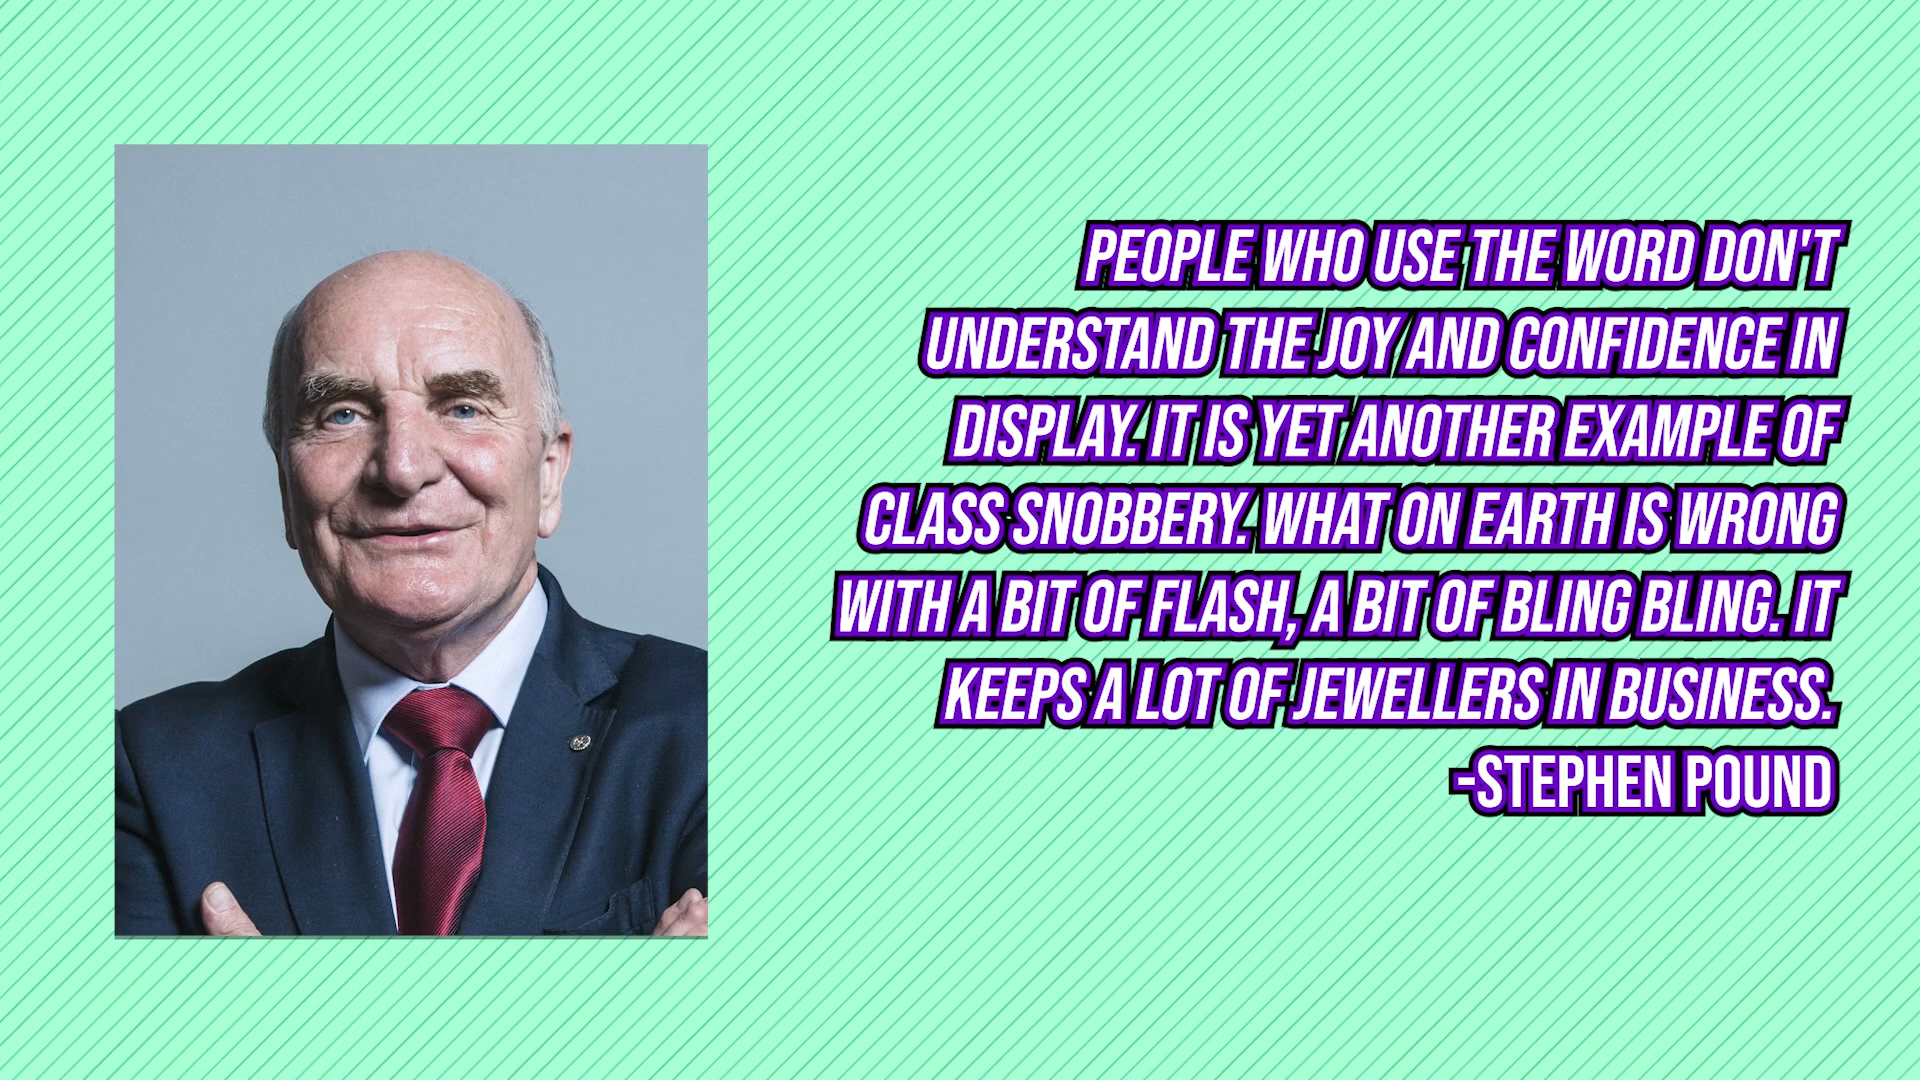 PEOPLE WHO USE THE WORD DON'T
UNDERSTAND THE JOY AND CONFIDENCE IN
DISPLAY. IT IS YET ANOTHER EXAMPLE OF
CLASS SNOBBERY. WHAT ON EARTH IS WRONG
WITH A BIT OF FLASH, A BIT OF BLING BLING. IT
KEEPS A LOT OF JEWELLERS IN BUSINESS.
-STEPHEN POUND